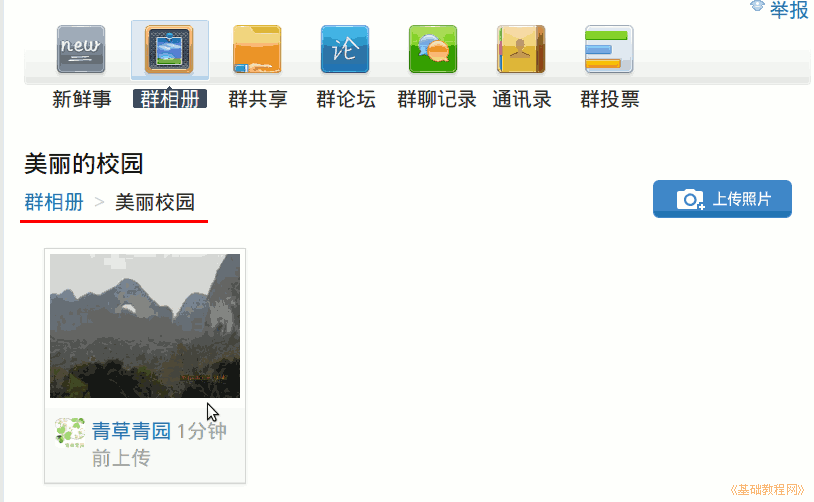 举报
new
论
新鲜事 群相册 群共享 群论坛 群聊记录 通讯录 群投票
美丽的校园
群相册 > 美丽校园
上传照片
青草青园 1分钟
前上传
《基础教程网》